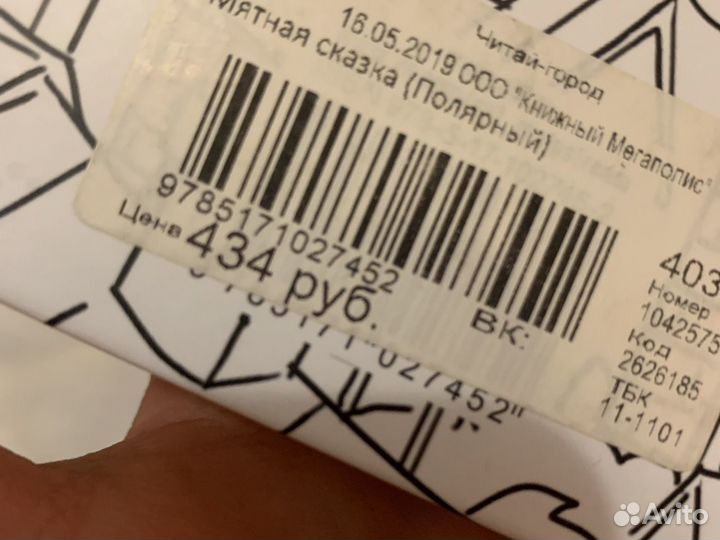 Читай-город
16.05.2019 ООО "Книжный Мегаполис"
Мятная сказка (Полярный)
9785171027452
Цена 434 руб.
ВК:
403
Номер
1042575
Код
2626185
ТБК
11-1101
027452"
Avito